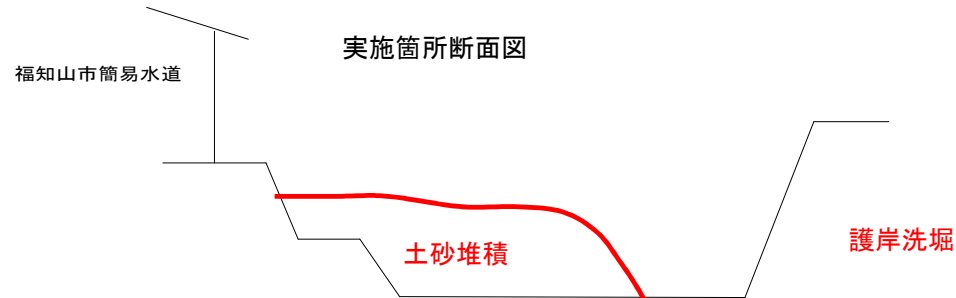 実施箇所断面図
福知山市簡易水道
土砂堆積
護岸洗堀